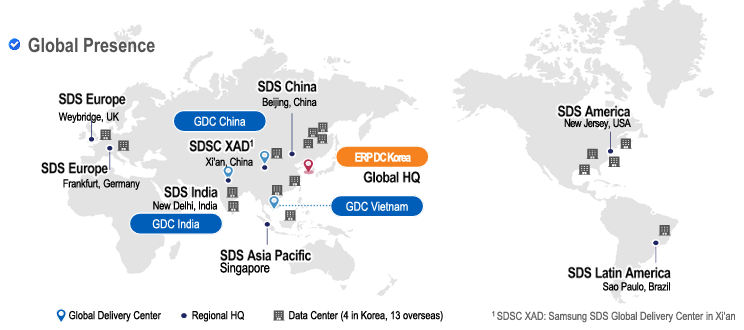 Global Presence
SDS Europe
Weybridge, UK
SDS Europe
Frankfurt, Germany
GDC China
SDS China
Beijing, China
SDSC XAD¹
Xi'an, China
ERP DC Korea
Global HQ
SDS India
New Delhi, India
GDC India
GDC Vietnam
SDS Asia Pacific
Singapore
SDS America
New Jersey, USA
SDS Latin America
Sao Paulo, Brazil
Global Delivery Center
Regional HQ
Data Center (4 in Korea, 13 overseas)
¹ SDSC XAD: Samsung SDS Global Delivery Center in Xi'an